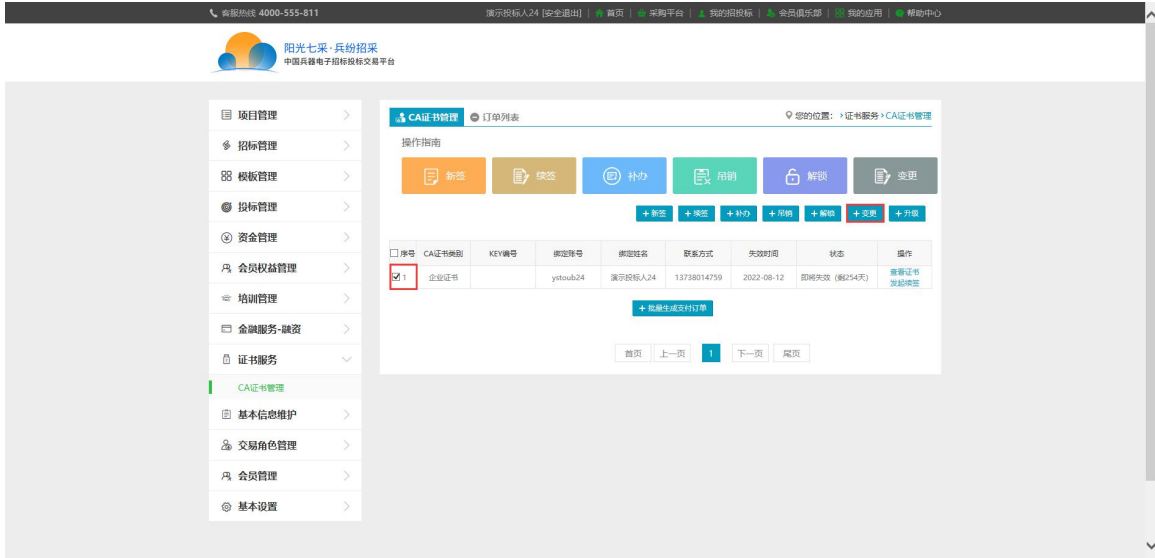 客服热线 4000-555-811
演示投标人24 [安全退出] | 首页 | 采购平台 | 我的招投标 | 会员俱乐部 | 我的应用 | 帮助中心
阳光七采·兵纷招采
中国兵器电子招标投标交易平台
项目管理
招标管理
模板管理
投标管理
资金管理
会员权益管理
培训管理
金融服务-融资
证书服务
CA证书管理
基本信息维护
交易角色管理
会员管理
基本设置
CA证书管理 订单列表 您的位置: ›证书服务›CA证书管理
操作指南
新签 续签 补办 吊销 解锁 变更
+新签 +续签 +补办 +吊销 +解锁 +变更 +升级
序号 CA证书类别 KEY编号 绑定账号 绑定姓名 联系方式 失效时间 状态 操作
1 企业证书 ystoub24 演示投标人24 13738014759 2022-08-12 即将失效 (剩254天) 查看证书
发起续签
+批量生成支付订单
首页 上一页 1 下一页 尾页